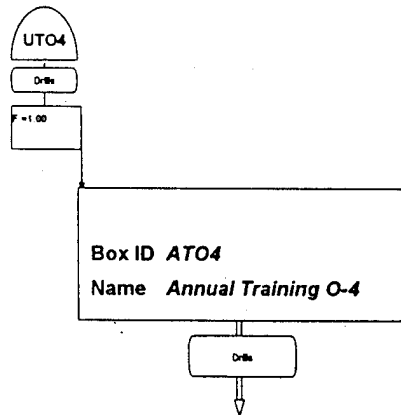 UTO4
Drills
F =1.00
Box ID ATO4
Name Annual Training O-4
Drills